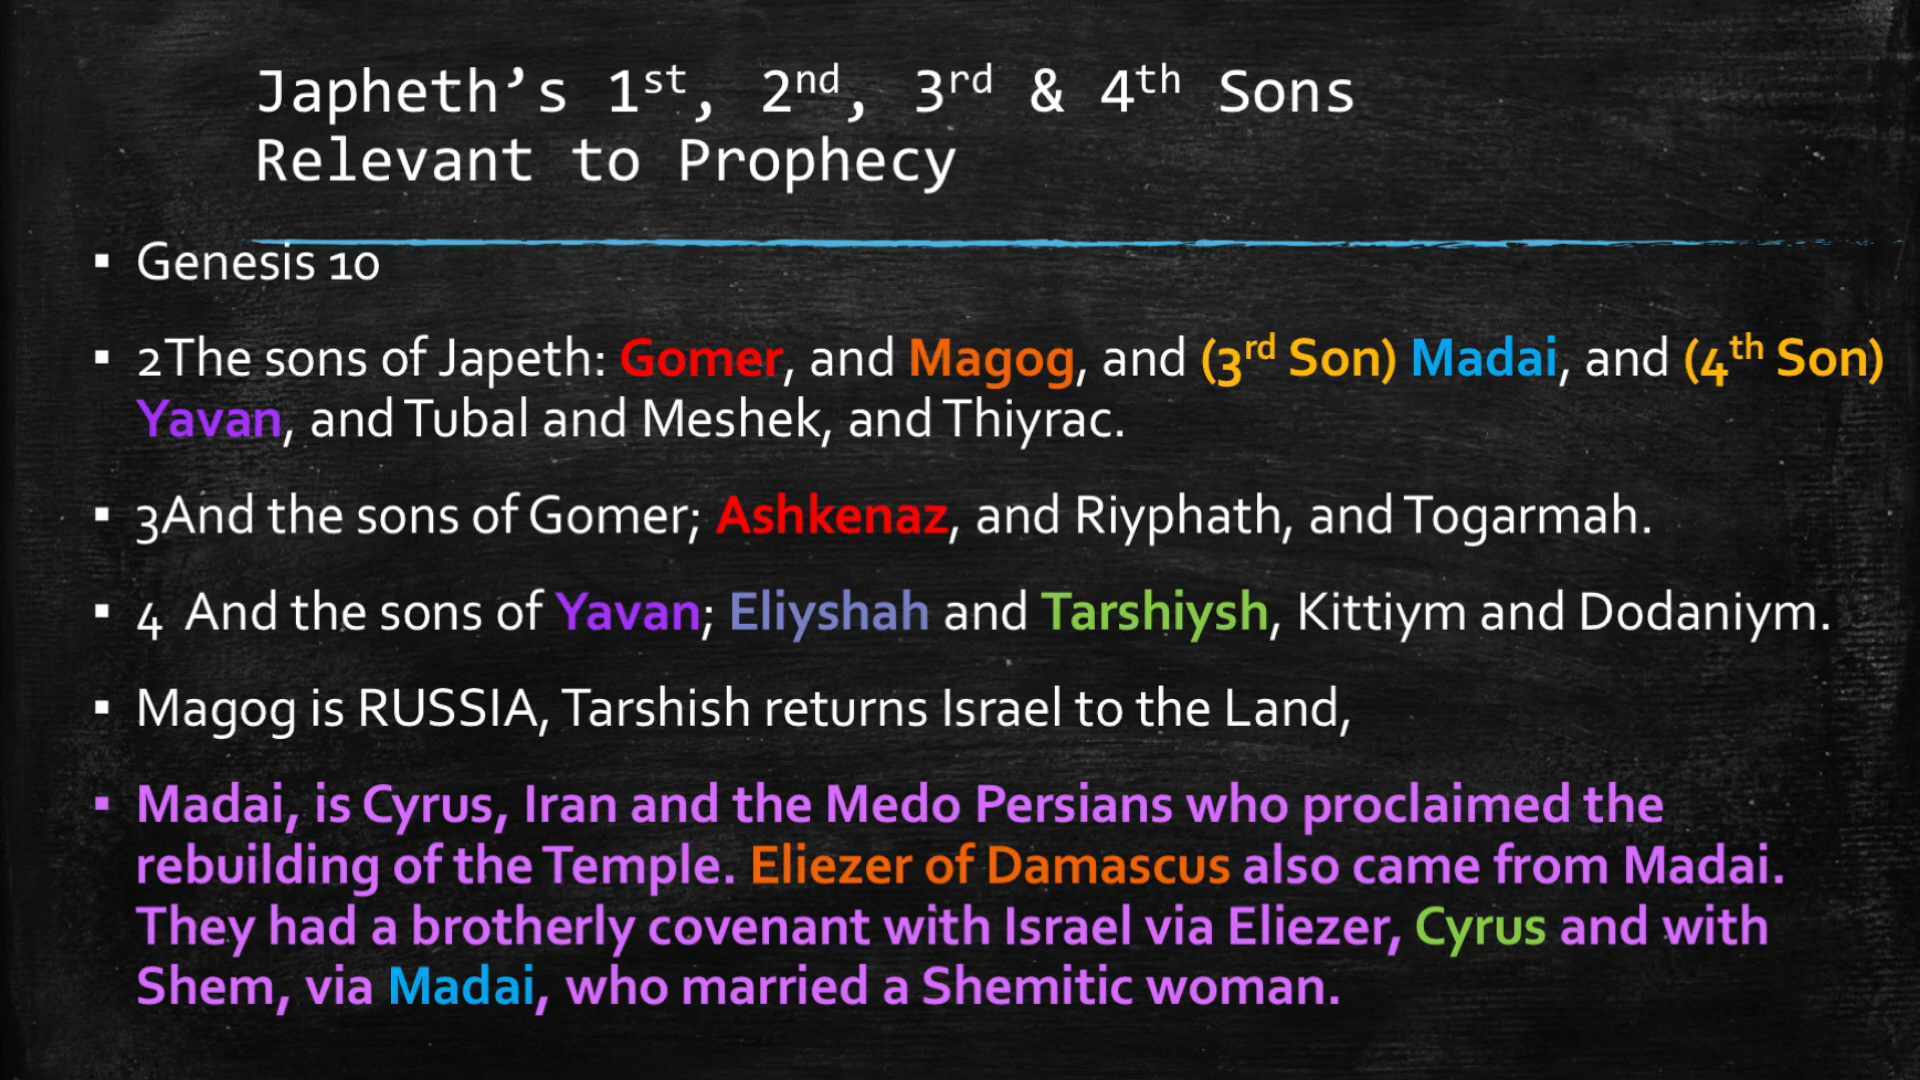 Japheth’s 1st, 2nd, 3rd & 4th Sons
Relevant to Prophecy
▪ Genesis 10
▪ 2The sons of Japeth: Gomer, and Magog, and (3rd Son) Madai, and (4th Son)
Yavan, and Tubal and Meshek, and Thiyrac.
▪ 3And the sons of Gomer; Ashkenaz, and Riyphath, and Togarmah.
▪ 4 And the sons of Yavan; Eliyshah and Tarshiysh, Kittiym and Dodaniym.
▪ Magog is RUSSIA, Tarshish returns Israel to the Land,
▪ Madai, is Cyrus, Iran and the Medo Persians who proclaimed the
rebuilding of the Temple. Eliezer of Damascus also came from Madai.
They had a brotherly covenant with Israel via Eliezer, Cyrus and with
Shem, via Madai, who married a Shemitic woman.